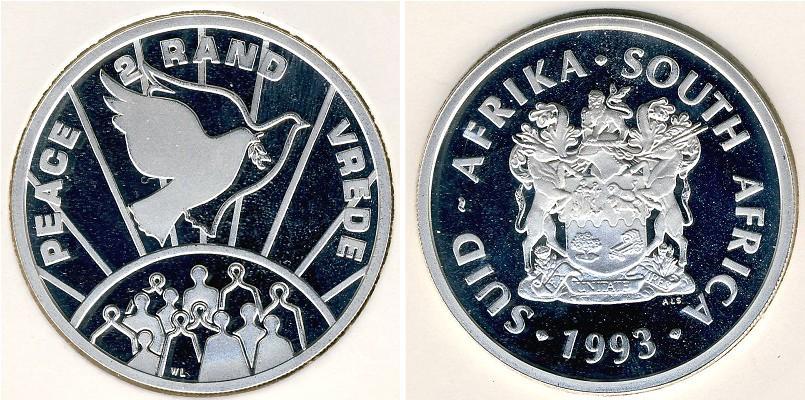 PEACE 2 RAND VREDE
WL
SUID-AFRIKA · SOUTH AFRICA
ALS
· 1993 ·